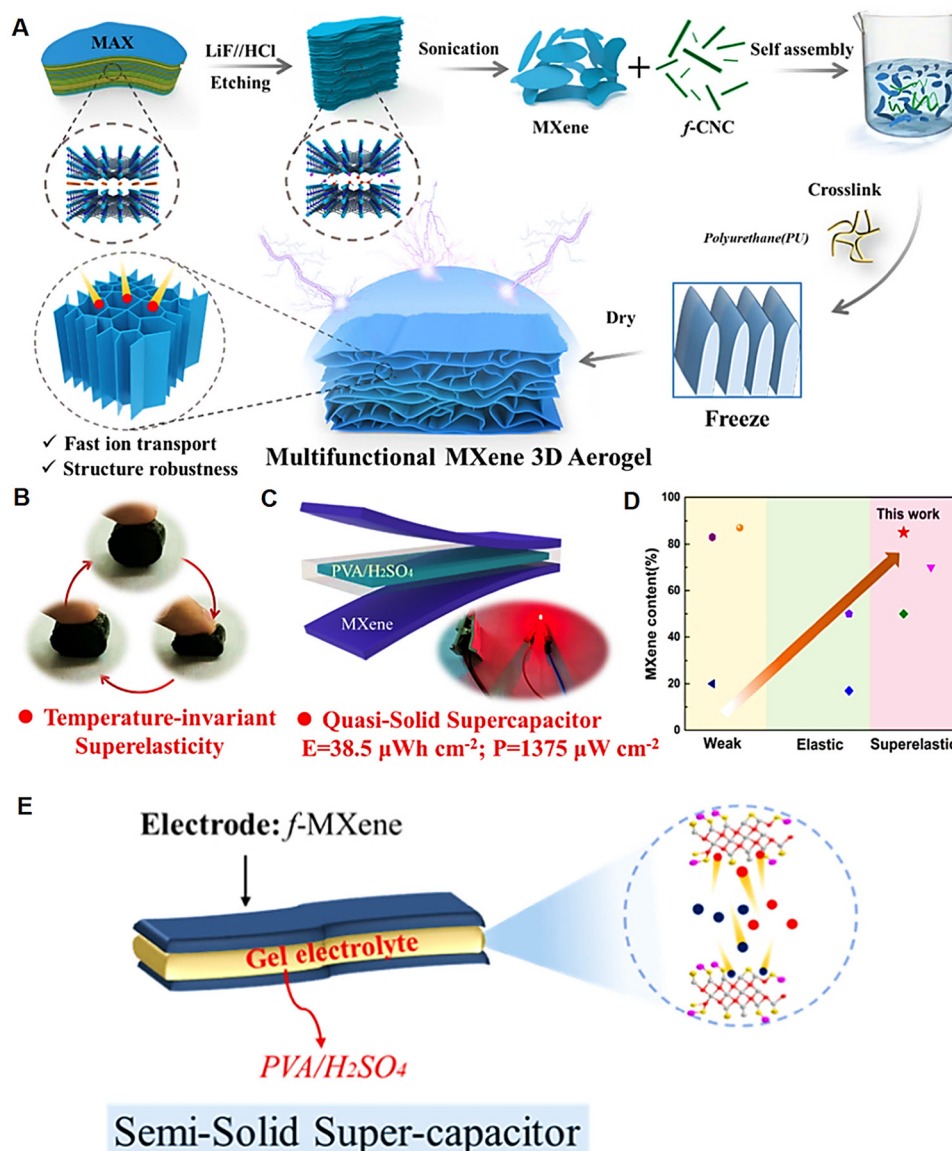 A
MAX
LiF//HCl
Etching
Sonication
MXene
+
f-CNC
Self assembly
Crosslink
Polyurethane(PU)
Dry
Freeze
✓ Fast ion transport
✓ Structure robustness
Multifunctional MXene 3D Aerogel
B
● Temperature-invariant
Superelasticity
C
PVA/H₂SO₄
MXene
● Quasi-Solid Supercapacitor
E=38.5 µWh cm⁻²; P=1375 µW cm⁻²
D
This work
MXene content(%)
100
80
60
40
20
0
Weak
Elastic
Superelastic
E
Electrode: f-MXene
Gel electrolyte
PVA/H₂SO₄
Semi-Solid Super-capacitor